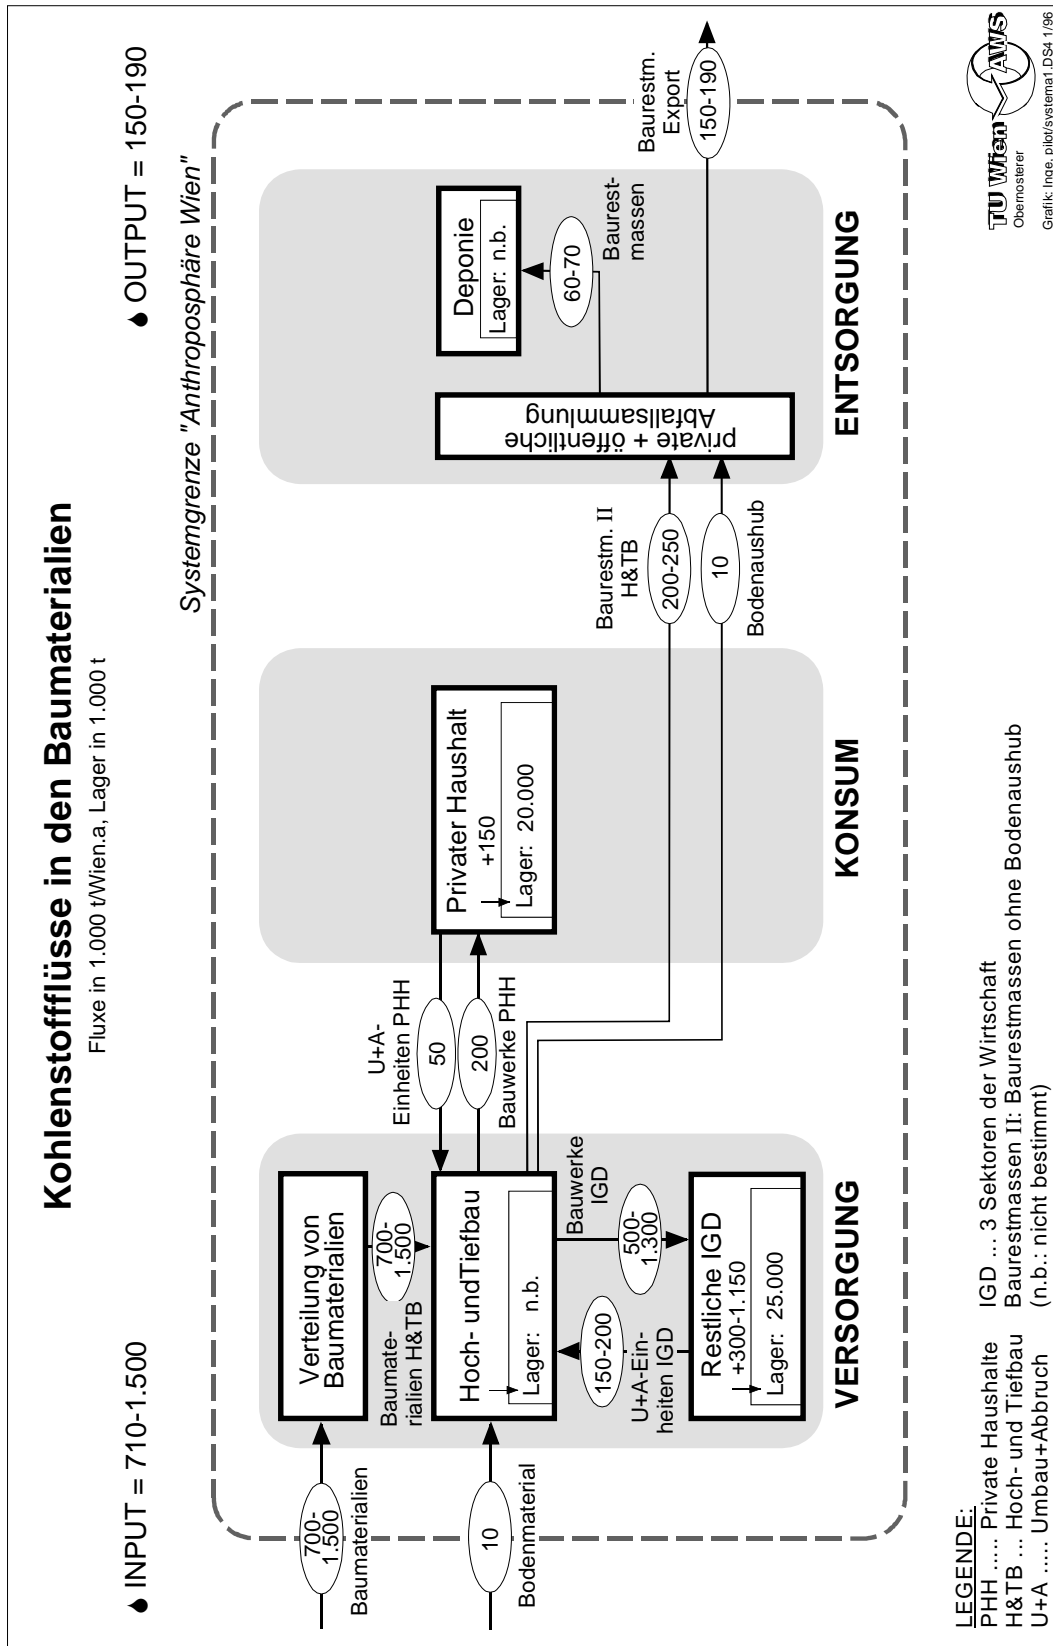 Kohlenstoffflüsse in den Baumaterialien
Fluxe in 1.000 t/Wien.a, Lager in 1.000 t
INPUT = 710-1.500
OUTPUT = 150-190
Systemgrenze "Anthroposphäre Wien"
700-
1.500
Baumaterialien
10
Bodenmaterial
Verteilung von
Baumaterialien
700-
1.500
Baumate-
rialien H&TB
Hoch- undTiefbau
Lager: n.b.
150-200
U+A-Ein-
heiten IGD
Bauwerke
IGD
500-
1.300
Restliche IGD
+300-1.150
Lager: 25.000
VERSORGUNG
U+A-
Einheiten PHH
50
200
Bauwerke PHH
Privater Haushalt
+150
Lager: 20.000
KONSUM
Baurestm. II
H&TB
200-250
10
Bodenaushub
private + öffentliche
Abfallsammlung
Deponie
Lager: n.b.
60-70
Baurest-
massen
Baurestm.
Export
150-190
ENTSORGUNG
LEGENDE:
PHH ..... Private Haushalte
H&TB ... Hoch- und Tiefbau
U+A ..... Umbau+Abbruch
IGD ... 3 Sektoren der Wirtschaft
Baurestmassen II: Baurestmassen ohne Bodenaushub
(n.b.: nicht bestimmt)
TU Wien AWS
Obernosterer
Grafik: Inge, pilot/systema1.DS4 1/96